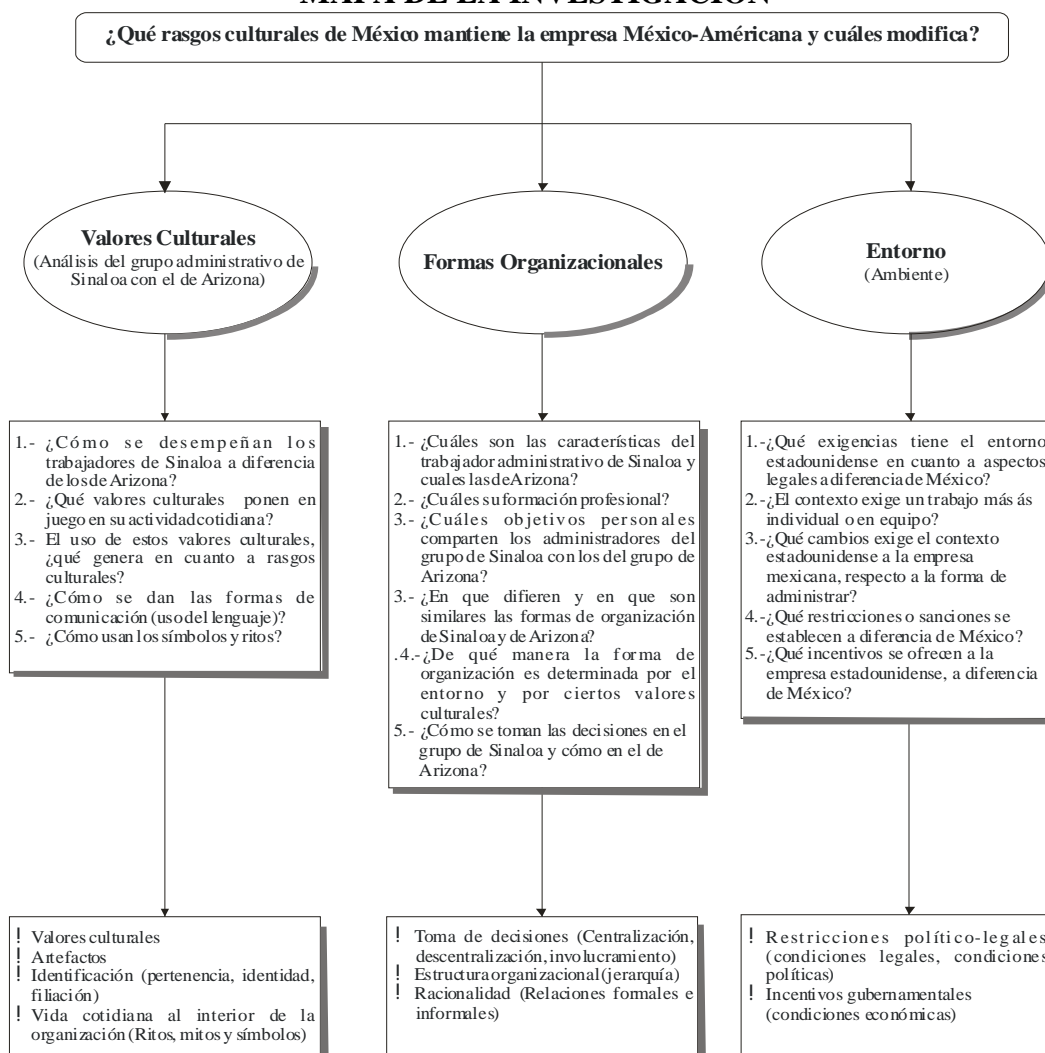 MAPA DE LA INVESTIGACIÓN
¿Qué rasgos culturales de México mantiene la empresa México-Américana y cuáles modifica?
Valores Culturales
(Análisis del grupo administrativo de
Sinaloa con el de Arizona)
Formas Organizacionales
Entorno
(Ambiente)
1.- ¿Cómo se desempeñan los
trabajadores de Sinaloa a diferencia
de los de Arizona?
2.- ¿Qué valores culturales ponen en
juego en su actividad cotidiana?
3.- El uso de estos valores culturales,
¿qué genera en cuanto a rasgos
culturales?
4.- ¿Cómo se dan las formas de
comunicación (uso del lenguaje)?
5.- ¿Cómo usan los símbolos y ritos?
1.- ¿Cuáles son las características del
trabajador administrativo de Sinaloa y
cuales las de Arizona?
2.- ¿Cuáles su formación profesional?
3.- ¿Cuáles objetivos personales
comparten los administradores del
grupo de Sinaloa con los del grupo de
Arizona?
3.- ¿En que difieren y en que son
similares las formas de organización
de Sinaloa y de Arizona?
.4.-¿De qué manera la forma de
organización es determinada por el
entorno y por ciertos valores
culturales?
5.- ¿Cómo se toman las decisiones en el
grupo de Sinaloa y cómo en el de
Arizona?
1.-¿Qué exigencias tiene el entorno
estadounidense en cuanto a aspectos
legales a diferencia de México?
2.-¿El contexto exige un trabajo más ás
individual o en equipo?
3.-¿Qué cambios exige el contexto
estadounidense a la empresa
mexicana, respecto a la forma de
administrar?
4.-¿Qué restricciones o sanciones se
establecen a diferencia de México?
5.-¿Qué incentivos se ofrecen a la
empresa estadounidense, a diferencia
de México?
! Valores culturales
! Artefactos
! Identificación (pertenencia, identidad,
filiación)
! Vida cotidiana al interior de la
organización (Ritos, mitos y símbolos)
! Toma de decisiones (Centralización,
descentralización, involucramiento)
! Estructura organizacional (jerarquía)
! Racionalidad (Relaciones formales e
informales)
! Restricciones político-legales
(condiciones legales, condiciones
políticas)
! Incentivos gubernamentales
(condiciones económicas)